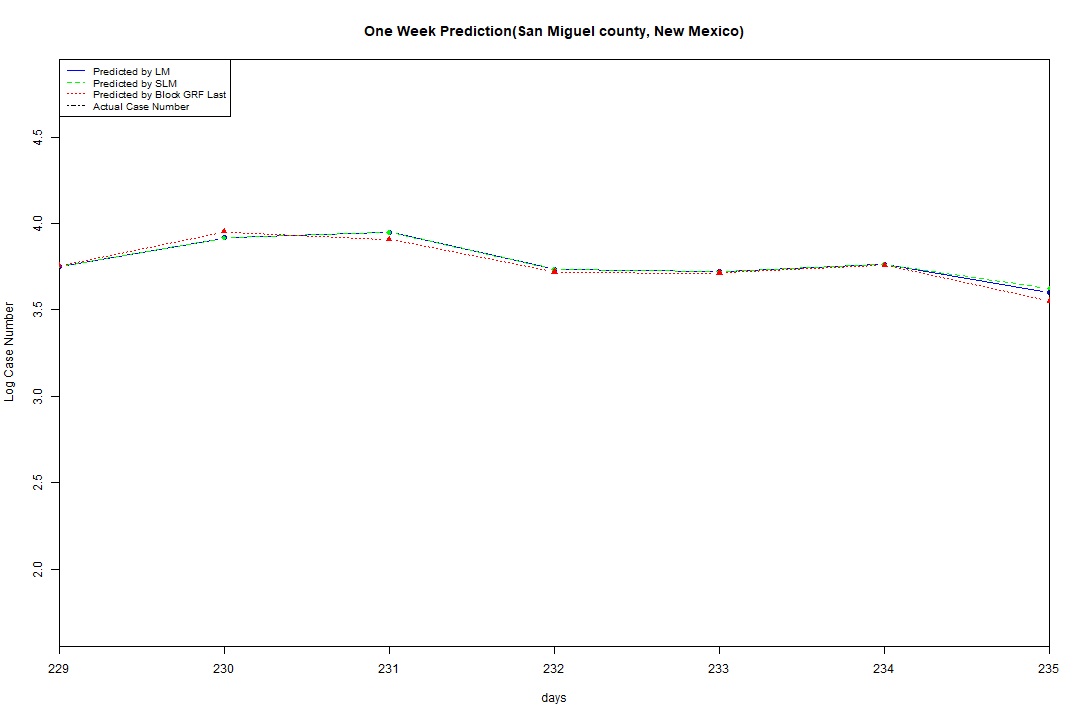 One Week Prediction(San Miguel county, New Mexico)
Predicted by LM
Predicted by SLM
Predicted by Block GRF Last
Actual Case Number
Log Case Number
4.5
4.0
3.5
3.0
2.5
2.0
229 230 231 232 233 234 235
days